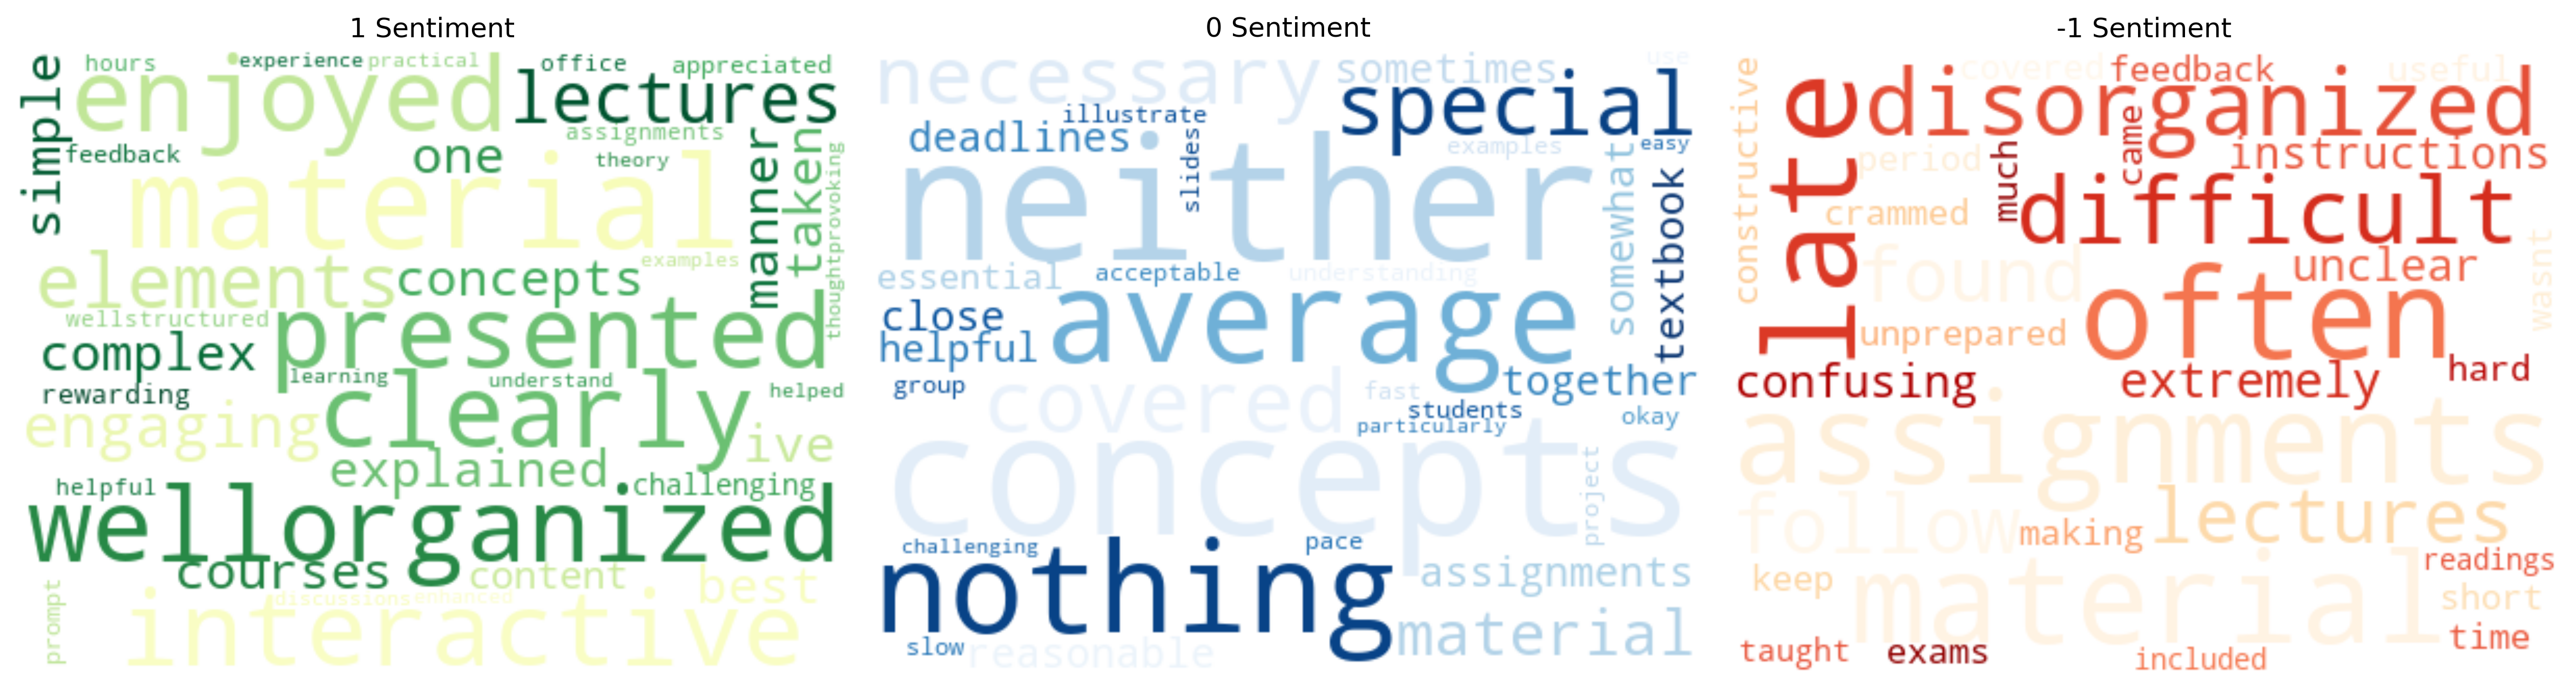 1 Sentiment
hours
experience
practical
office
appreciated
simple
enjoyed
lectures
assignments
feedback
one
theory
manner
taken
thoughtprovoking
material
elements
concepts
examples
wellstructured
presented
complex
learning
understand
helped
rewarding
engaging
clearly
ive
explained
helpful
challenging
wellorganized
courses
content
best
prompt
discussions
enhanced
interactive
0 Sentiment
necessary
sometimes
use
illustrate
special
deadlines
slides
examples
easy
neither
somewhat
textbook
essential
acceptable
understanding
close
average
helpful
group
together
covered
fast
students
okay
particularly
concepts
project
challenging
pace
nothing
assignments
material
slow
reasonable
-1 Sentiment
constructive
late
covered
feedback
useful
disorganized
came
period
much
instructions
crammed
difficult
found
unclear
wasnt
unprepared
often
confusing
extremely
hard
assignments
follow
making
lectures
readings
keep
material
short
time
taught
exams
included